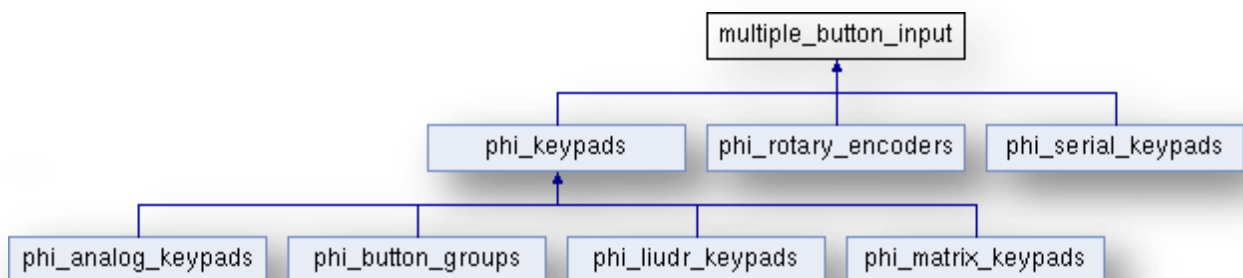 multiple_button_input
phi_keypads
phi_rotary_encoders
phi_serial_keypads
phi_analog_keypads
phi_button_groups
phi_liudr_keypads
phi_matrix_keypads